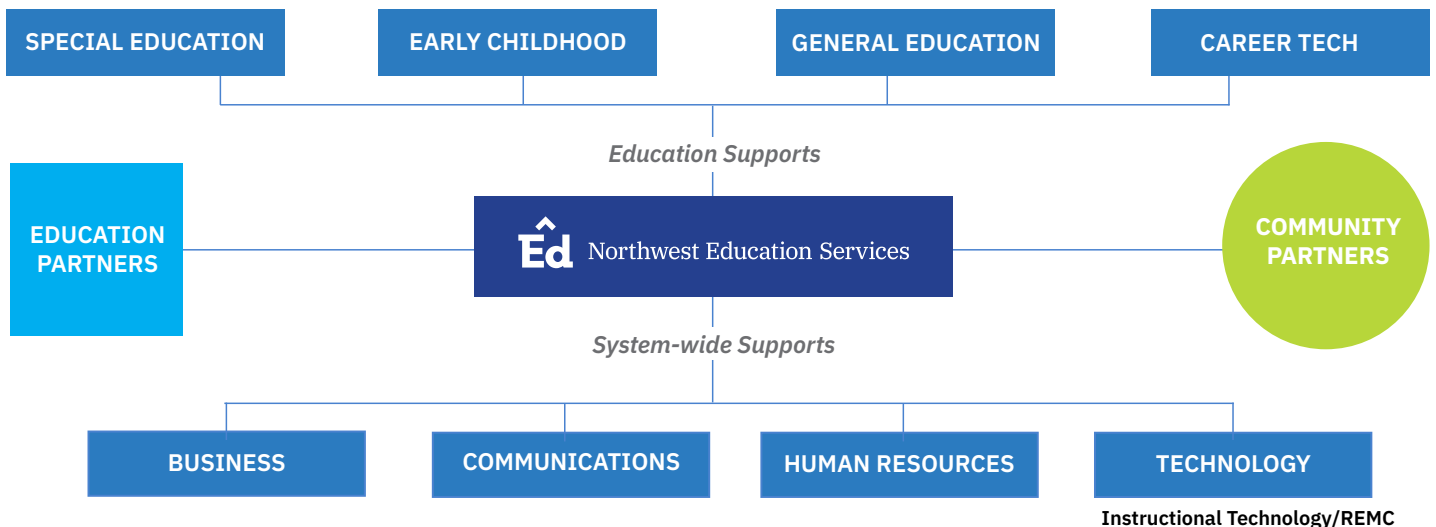 SPECIAL EDUCATION
EARLY CHILDHOOD
GENERAL EDUCATION
CAREER TECH
Education Supports
EDUCATION
PARTNERS
Ed Northwest Education Services
COMMUNITY
PARTNERS
System-wide Supports
BUSINESS
COMMUNICATIONS
HUMAN RESOURCES
TECHNOLOGY
Instructional Technology/REMC